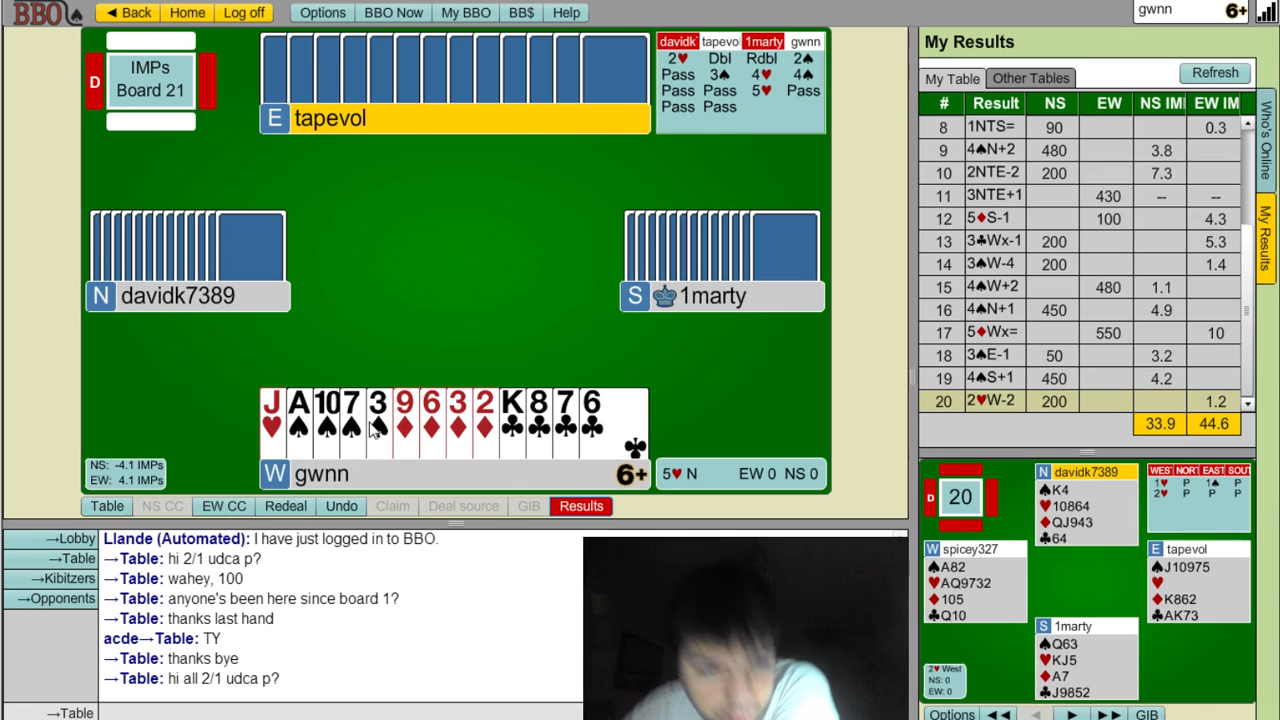 BBO ◄ Back Home Log off Options BBO Now My BBO BB$ Help gwnn 6+
D IMPs Board 21
E tapevol
davidk tapevol 1marty gwnn
2♥ Dbl Rdbl 2♠
Pass 3♠ 4♥ 4♠
Pass Pass 5♥ Pass
Pass Pass
N davidk7389
S 1marty
J♥ A♠ 10♠ 7♠ 3♠ 9♦ 6♦ 3♦ 2♦ K♣ 8♣ 7♣ 6♣
NS: -4.1 IMPs
EW: 4.1 IMPs
W gwnn 6+
5♥ N EW 0 NS 0
Table NS CC EW CC Redeal Undo Claim Deal source GIB Results
→Lobby
→Table
→Kibitzers
→Opponents
Llande (Automated): I have just logged in to BBO.
→Table: hi 2/1 udca p?
→Table: wahey, 100
→Table: anyone's been here since board 1?
→Table: thanks last hand
acde→Table: TY
→Table: thanks bye
→Table: hi all 2/1 udca p?
→Table
My Results
My Table Other Tables Refresh
# Result NS EW NS IM EW IM
8 1NTS= 90 0.3
9 4♠N+2 480 3.8
10 2NTE-2 200 7.3
11 3NTE+1 430 -- --
12 5♦S-1 100 4.3
13 3♣Wx-1 200 5.3
14 3♠W-4 200 1.4
15 4♠W+2 480 1.1
16 4♠N+1 450 4.9
17 5♦Wx= 550 10
18 3♠E-1 50 3.2
19 4♠S+1 450 4.2
20 2♥W-2 200 1.2
33.9 44.6
Who's Online
My Results
D 20
N davidk7389
♠K4
♥10864
♦QJ943
♣64
WEST NORT EAST SOUT
1♥ P 1♠ P
2♥ P P P
W spicey327
♠A82
♥AQ9732
♦105
♣Q10
E tapevol
♠J10975
♥
♦K862
♣AK73
S 1marty
♠Q63
♥KJ5
♦A7
♣J9852
2♥ West
NS: 0
EW: 0
Options ◄◄ ◄ ► ►► GIB